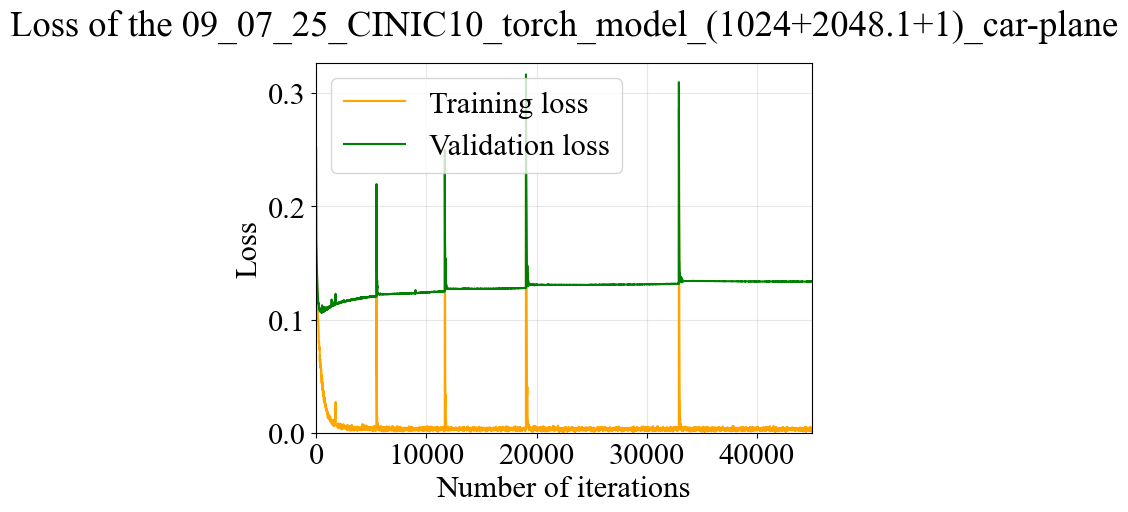 Loss of the 09_07_25_CINIC10_torch_model_(1024+2048.1+1)_car-plane
Training loss
Validation loss
Loss
0.3
0.2
0.1
0.0
0 10000 20000 30000 40000
Number of iterations